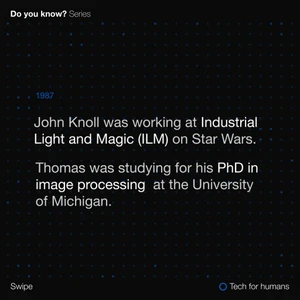 Do you know? Series
1987
John Knoll was working at Industrial
Light and Magic (ILM) on Star Wars.
Thomas was studying for his PhD in
image processing at the University
of Michigan.
Swipe
Tech for humans